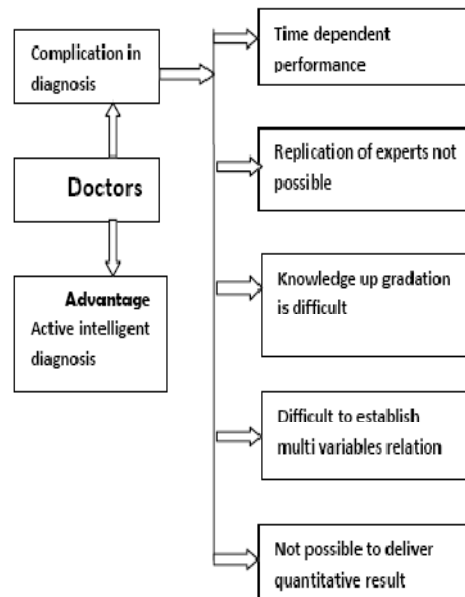 Complication in
diagnosis
Doctors
Advantage
Active intelligent
diagnosis
Time dependent
performance
Replication of experts not
possible
Knowledge up gradation
is difficult
Difficult to establish
multi variables relation
Not possible to deliver
quantitative result